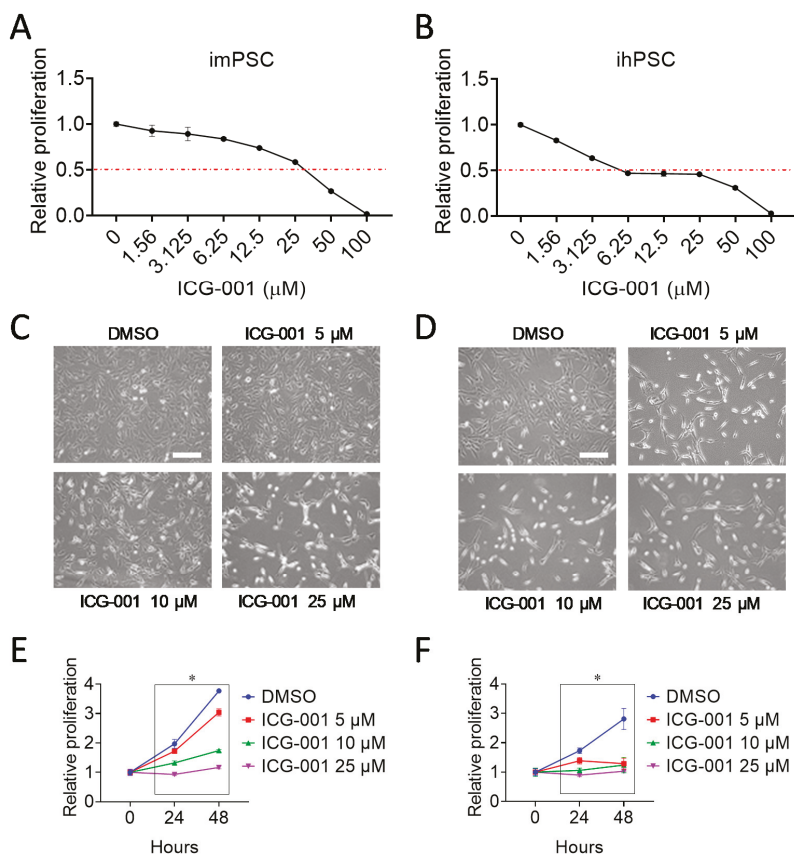 A
imPSC
Relative proliferation
1.5
1.0
0.5
0.0
0
1.56
3.125
6.25
12.5
25
50
100
ICG-001 (μM)
B
ihPSC
Relative proliferation
1.5
1.0
0.5
0.0
0
1.56
3.125
6.25
12.5
25
50
100
ICG-001 (μM)
C
DMSO
ICG-001 5 μM
ICG-001 10 μM
ICG-001 25 μM
D
DMSO
ICG-001 5 μM
ICG-001 10 μM
ICG-001 25 μM
E
Relative proliferation
4
3
2
1
0
*
0
24
48
Hours
DMSO
ICG-001 5 μM
ICG-001 10 μM
ICG-001 25 μM
F
Relative proliferation
4
3
2
1
0
*
0
24
48
Hours
DMSO
ICG-001 5 μM
ICG-001 10 μM
ICG-001 25 μM